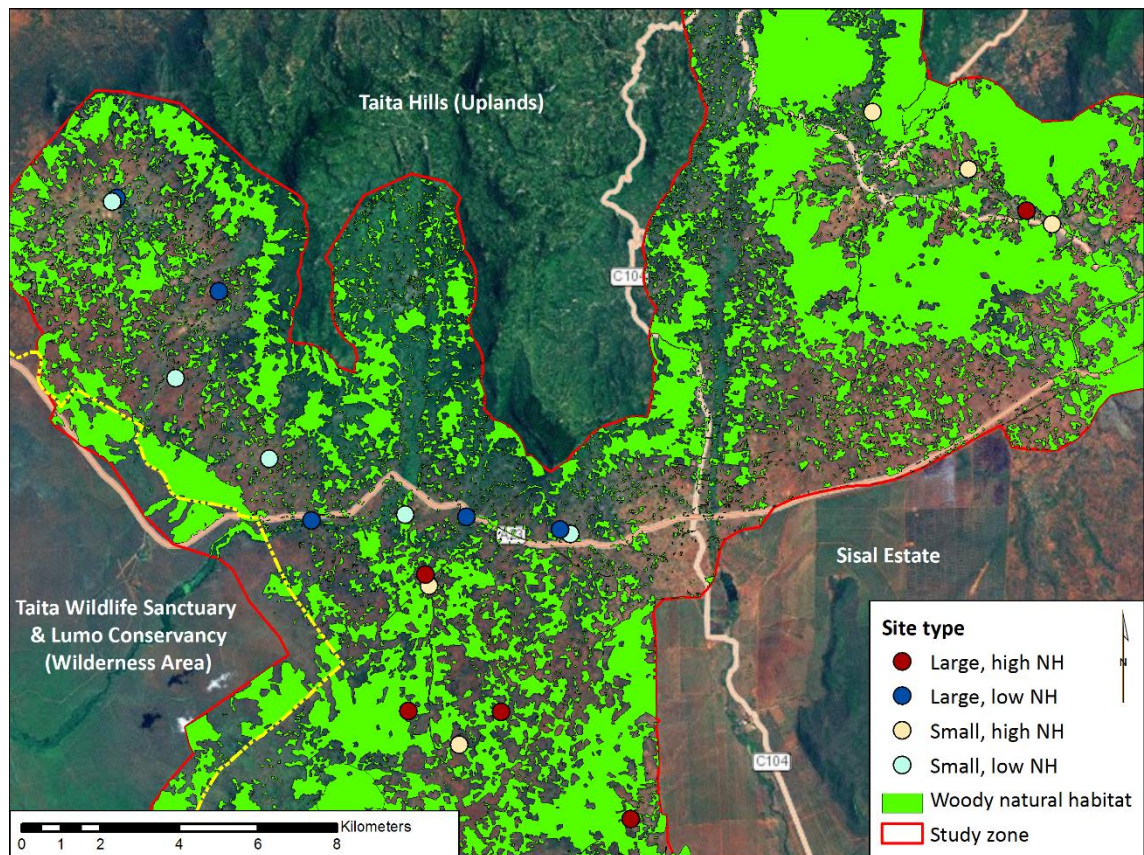 Taita Hills (Uplands)
C104
Sisal Estate
Taita Wildlife Sanctuary
& Lumo Conservancy
(Wilderness Area)
C104
Site type
Large, high NH
Large, low NH
Small, high NH
Small, low NH
Woody natural habitat
Study zone
N
Kilometers
0 1 2 4 6 8